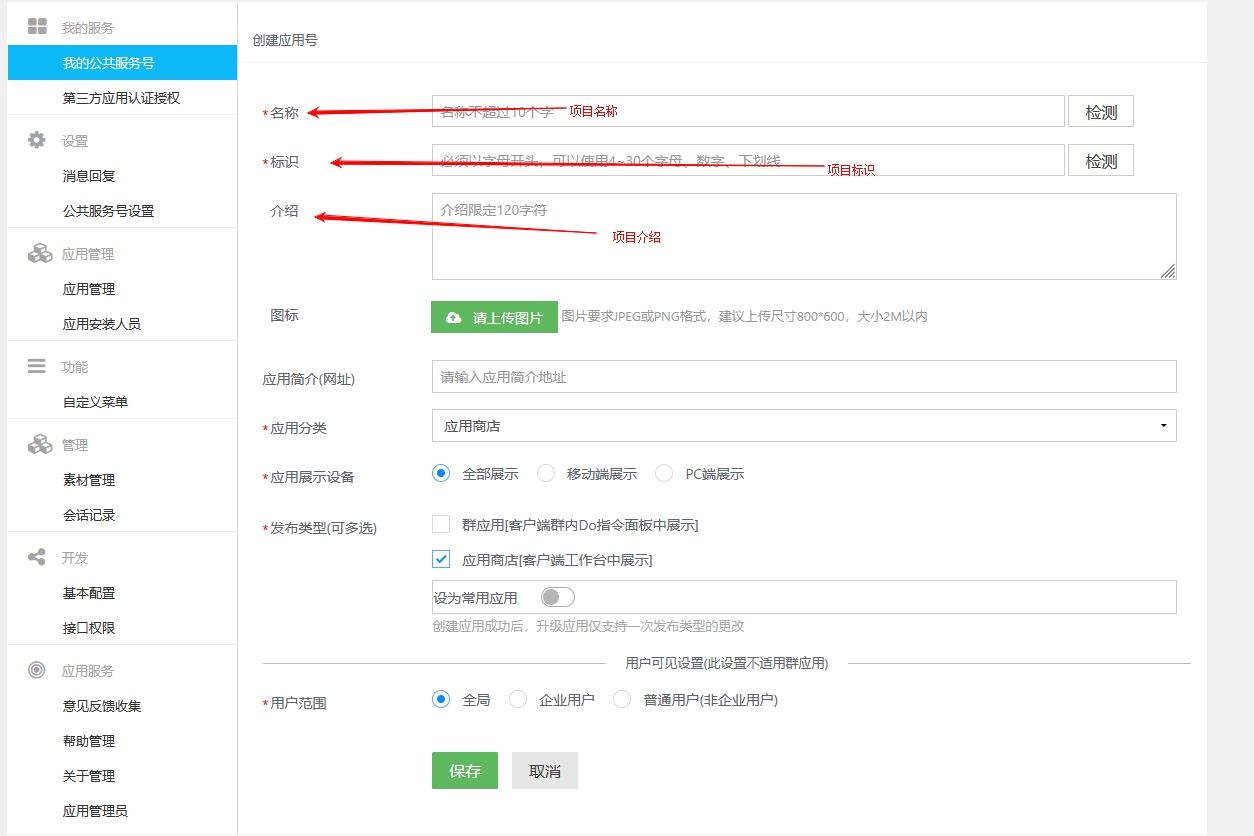 我的服务
我的公共服务号
第三方应用认证授权
设置
消息回复
公共服务号设置
应用管理
应用管理
应用安装人员
功能
自定义菜单
管理
素材管理
会话记录
开发
基本配置
接口权限
应用服务
意见反馈收集
帮助管理
关于管理
应用管理员
创建应用号
*名称 名称不超过10个字 项目名称 检测
*标识 必须以字母开头，可以使用4~30个字母、数字、下划线 项目标识 检测
介绍 介绍限定120字符
项目介绍
图标 请上传图片 图片要求JPEG或PNG格式，建议上传尺寸800*600，大小2M以内
应用简介(网址) 请输入应用简介地址
*应用分类 应用商店
*应用展示设备 全部展示 移动端展示 PC端展示
*发布类型(可多选) 群应用[客户端群内Do指令面板中展示]
应用商店[客户端工作台中展示]
设为常用应用
创建应用成功后，升级应用仅支持一次发布类型的更改
用户可见设置(此设置不适用群应用)
*用户范围 全局 企业用户 普通用户(非企业用户)
保存 取消